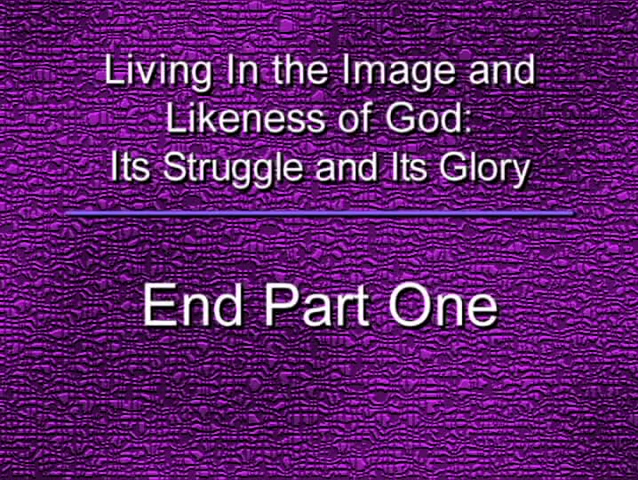 Living In the Image and
Likeness of God:
Its Struggle and Its Glory
End Part One